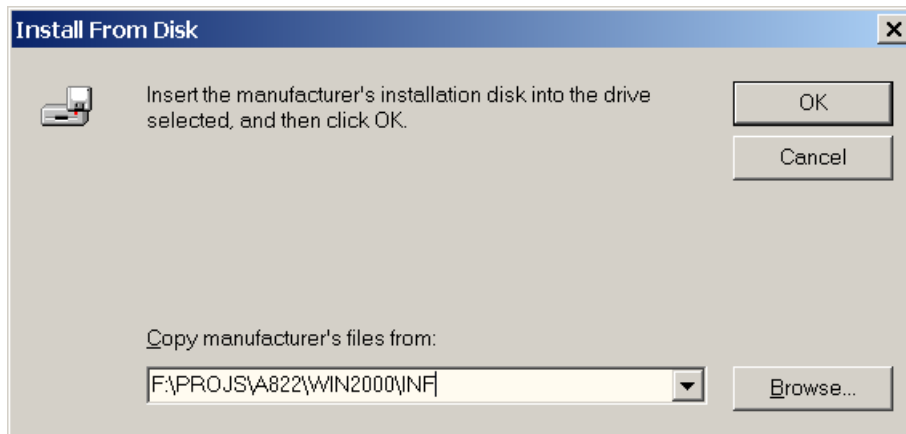 Install From Disk
Insert the manufacturer's installation disk into the drive
selected, and then click OK.
OK
Cancel
Copy manufacturer's files from:
F:\PROJS\A822\WIN2000\INF
Browse...